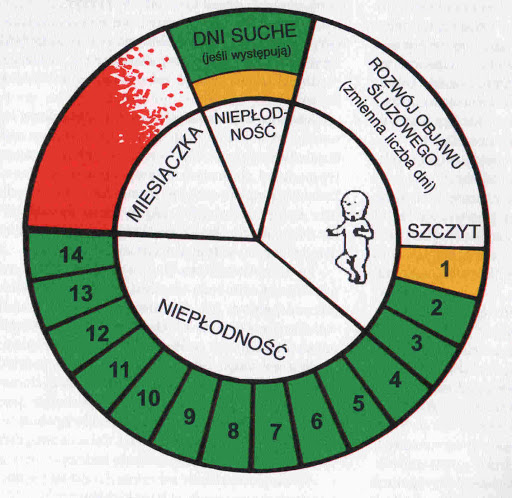 DNI SUCHE
(jeśli występują)
NIEPŁOD-
NOŚĆ
ROZWÓJ OBJAWU
ŚLUZOWEGO
(zmienna liczba dni)
SZCZYT
MIESIĄCZKA
1
2
3
4
5
6
7
8
9
10
11
12
13
14
NIEPŁODNOŚĆ